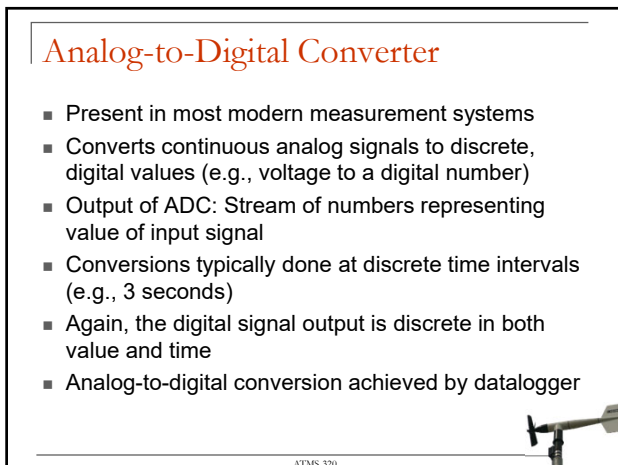 Analog-to-Digital Converter
■ Present in most modern measurement systems
■ Converts continuous analog signals to discrete,
digital values (e.g., voltage to a digital number)
■ Output of ADC: Stream of numbers representing
value of input signal
■ Conversions typically done at discrete time intervals
(e.g., 3 seconds)
■ Again, the digital signal output is discrete in both
value and time
■ Analog-to-digital conversion achieved by datalogger
ATMS 320